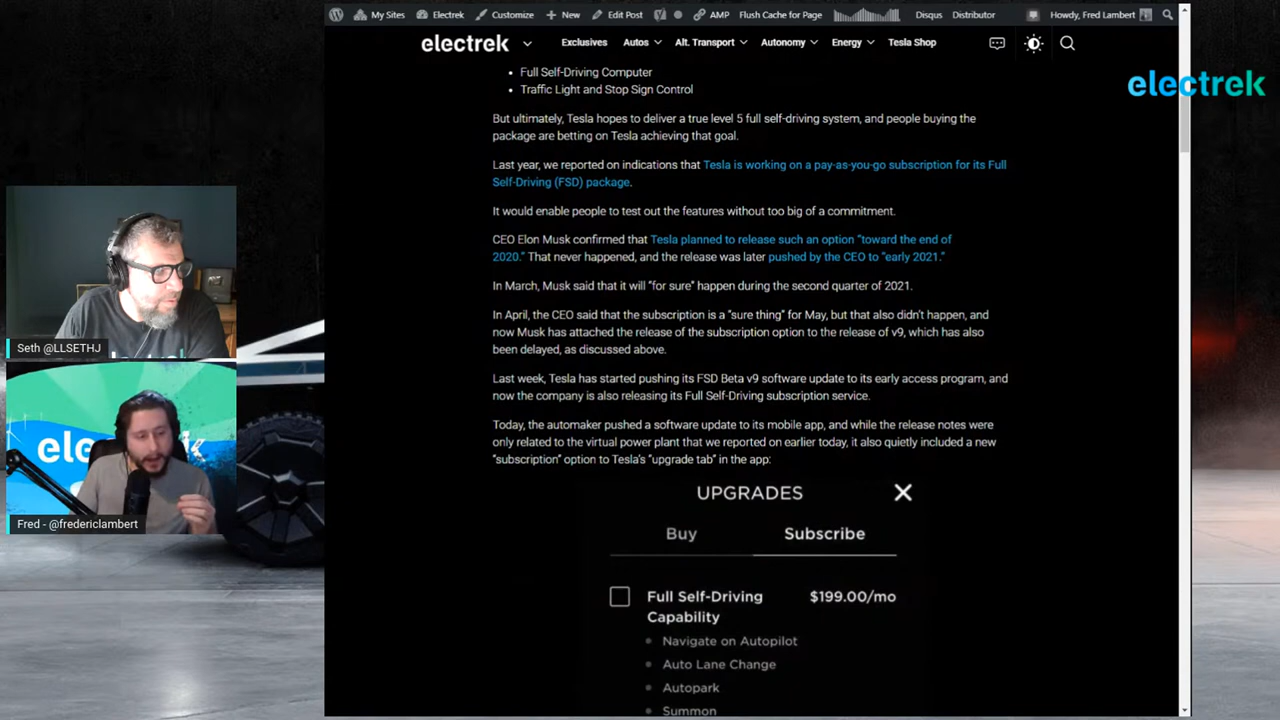 My Sites Electrek Customize New Edit Post AMP Flush Cache for Page Disqus Distributor Howdy, Fred Lambert
electrek Exclusives Autos Alt. Transport Autonomy Energy Tesla Shop
electrek
Full Self-Driving Computer
Traffic Light and Stop Sign Control
But ultimately, Tesla hopes to deliver a true level 5 full self-driving system, and people buying the
package are betting on Tesla achieving that goal.
Last year, we reported on indications that Tesla is working on a pay-as-you-go subscription for its Full
Self-Driving (FSD) package.
It would enable people to test out the features without too big of a commitment.
CEO Elon Musk confirmed that Tesla planned to release such an option “toward the end of
2020.” That never happened, and the release was later pushed by the CEO to “early 2021.”
In March, Musk said that it will “for sure” happen during the second quarter of 2021.
In April, the CEO said that the subscription is a “sure thing” for May, but that also didn’t happen, and
now Musk has attached the release of the subscription option to the release of v9, which has also
been delayed, as discussed above.
Last week, Tesla has started pushing its FSD Beta v9 software update to its early access program, and
now the company is also releasing its Full Self-Driving subscription service.
Today, the automaker pushed a software update to its mobile app, and while the release notes were
only related to the virtual power plant that we reported on earlier today, it also quietly included a new
“subscription” option to Tesla’s “upgrade tab” in the app:
UPGRADES
Buy Subscribe
Full Self-Driving $199.00/mo
Capability
Navigate on Autopilot
Auto Lane Change
Autopark
Summon
Seth @LLSETHJ
ele
Fred - @fredericlambert